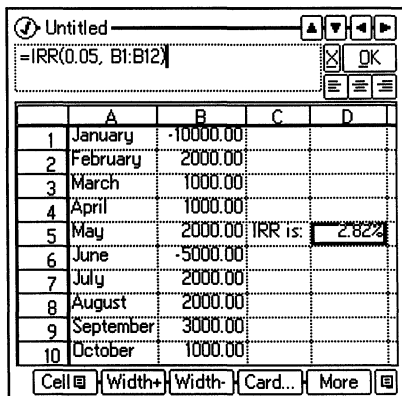 Untitled
=IRR(0.05, B1:B12)
X OK
A B C D
1 January -10000.00
2 February 2000.00
3 March 1000.00
4 April 1000.00
5 May 2000.00 IRR is: 2.82%
6 June -5000.00
7 July 2000.00
8 August 2000.00
9 September 3000.00
10 October 1000.00
Cell Width+ Width- Card... More